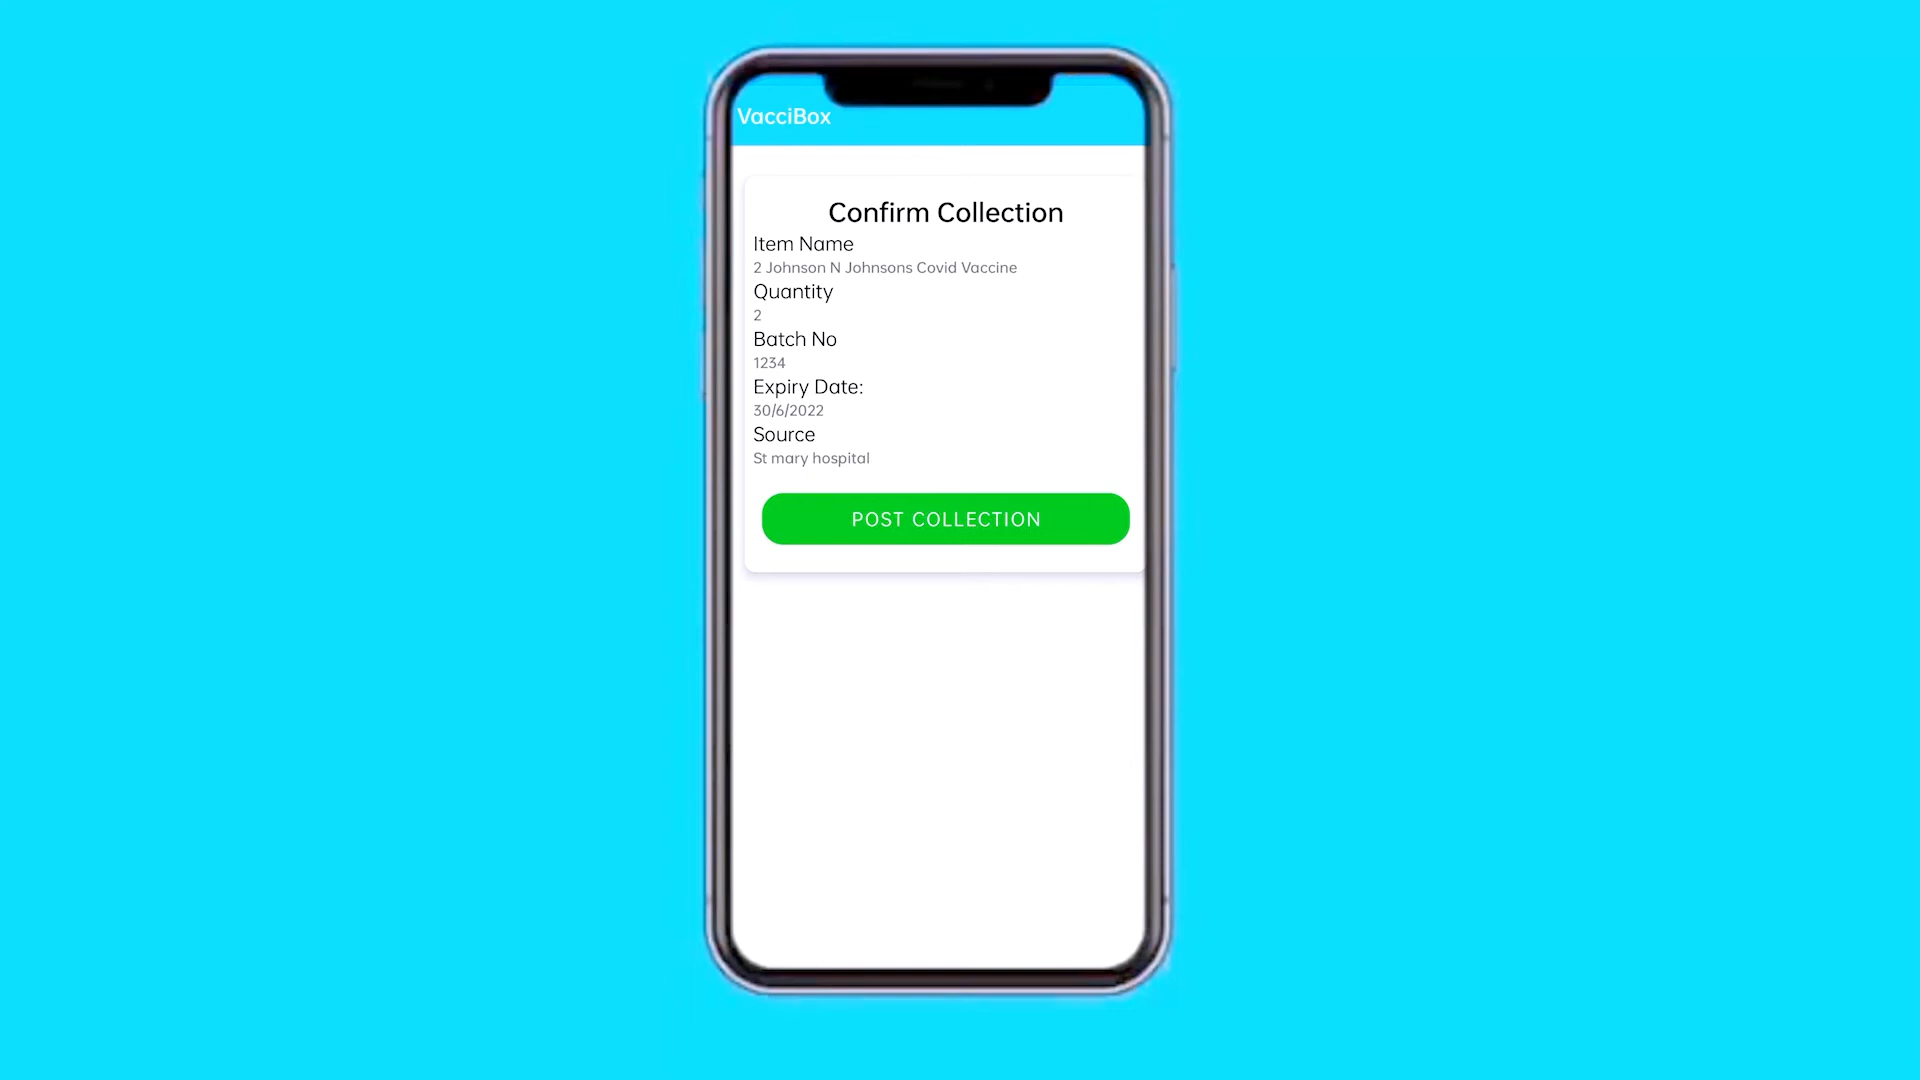 VacciBox
Confirm Collection
Item Name
2 Johnson N Johnsons Covid Vaccine
Quantity
2
Batch No
1234
Expiry Date:
30/6/2022
Source
St mary hospital
POST COLLECTION